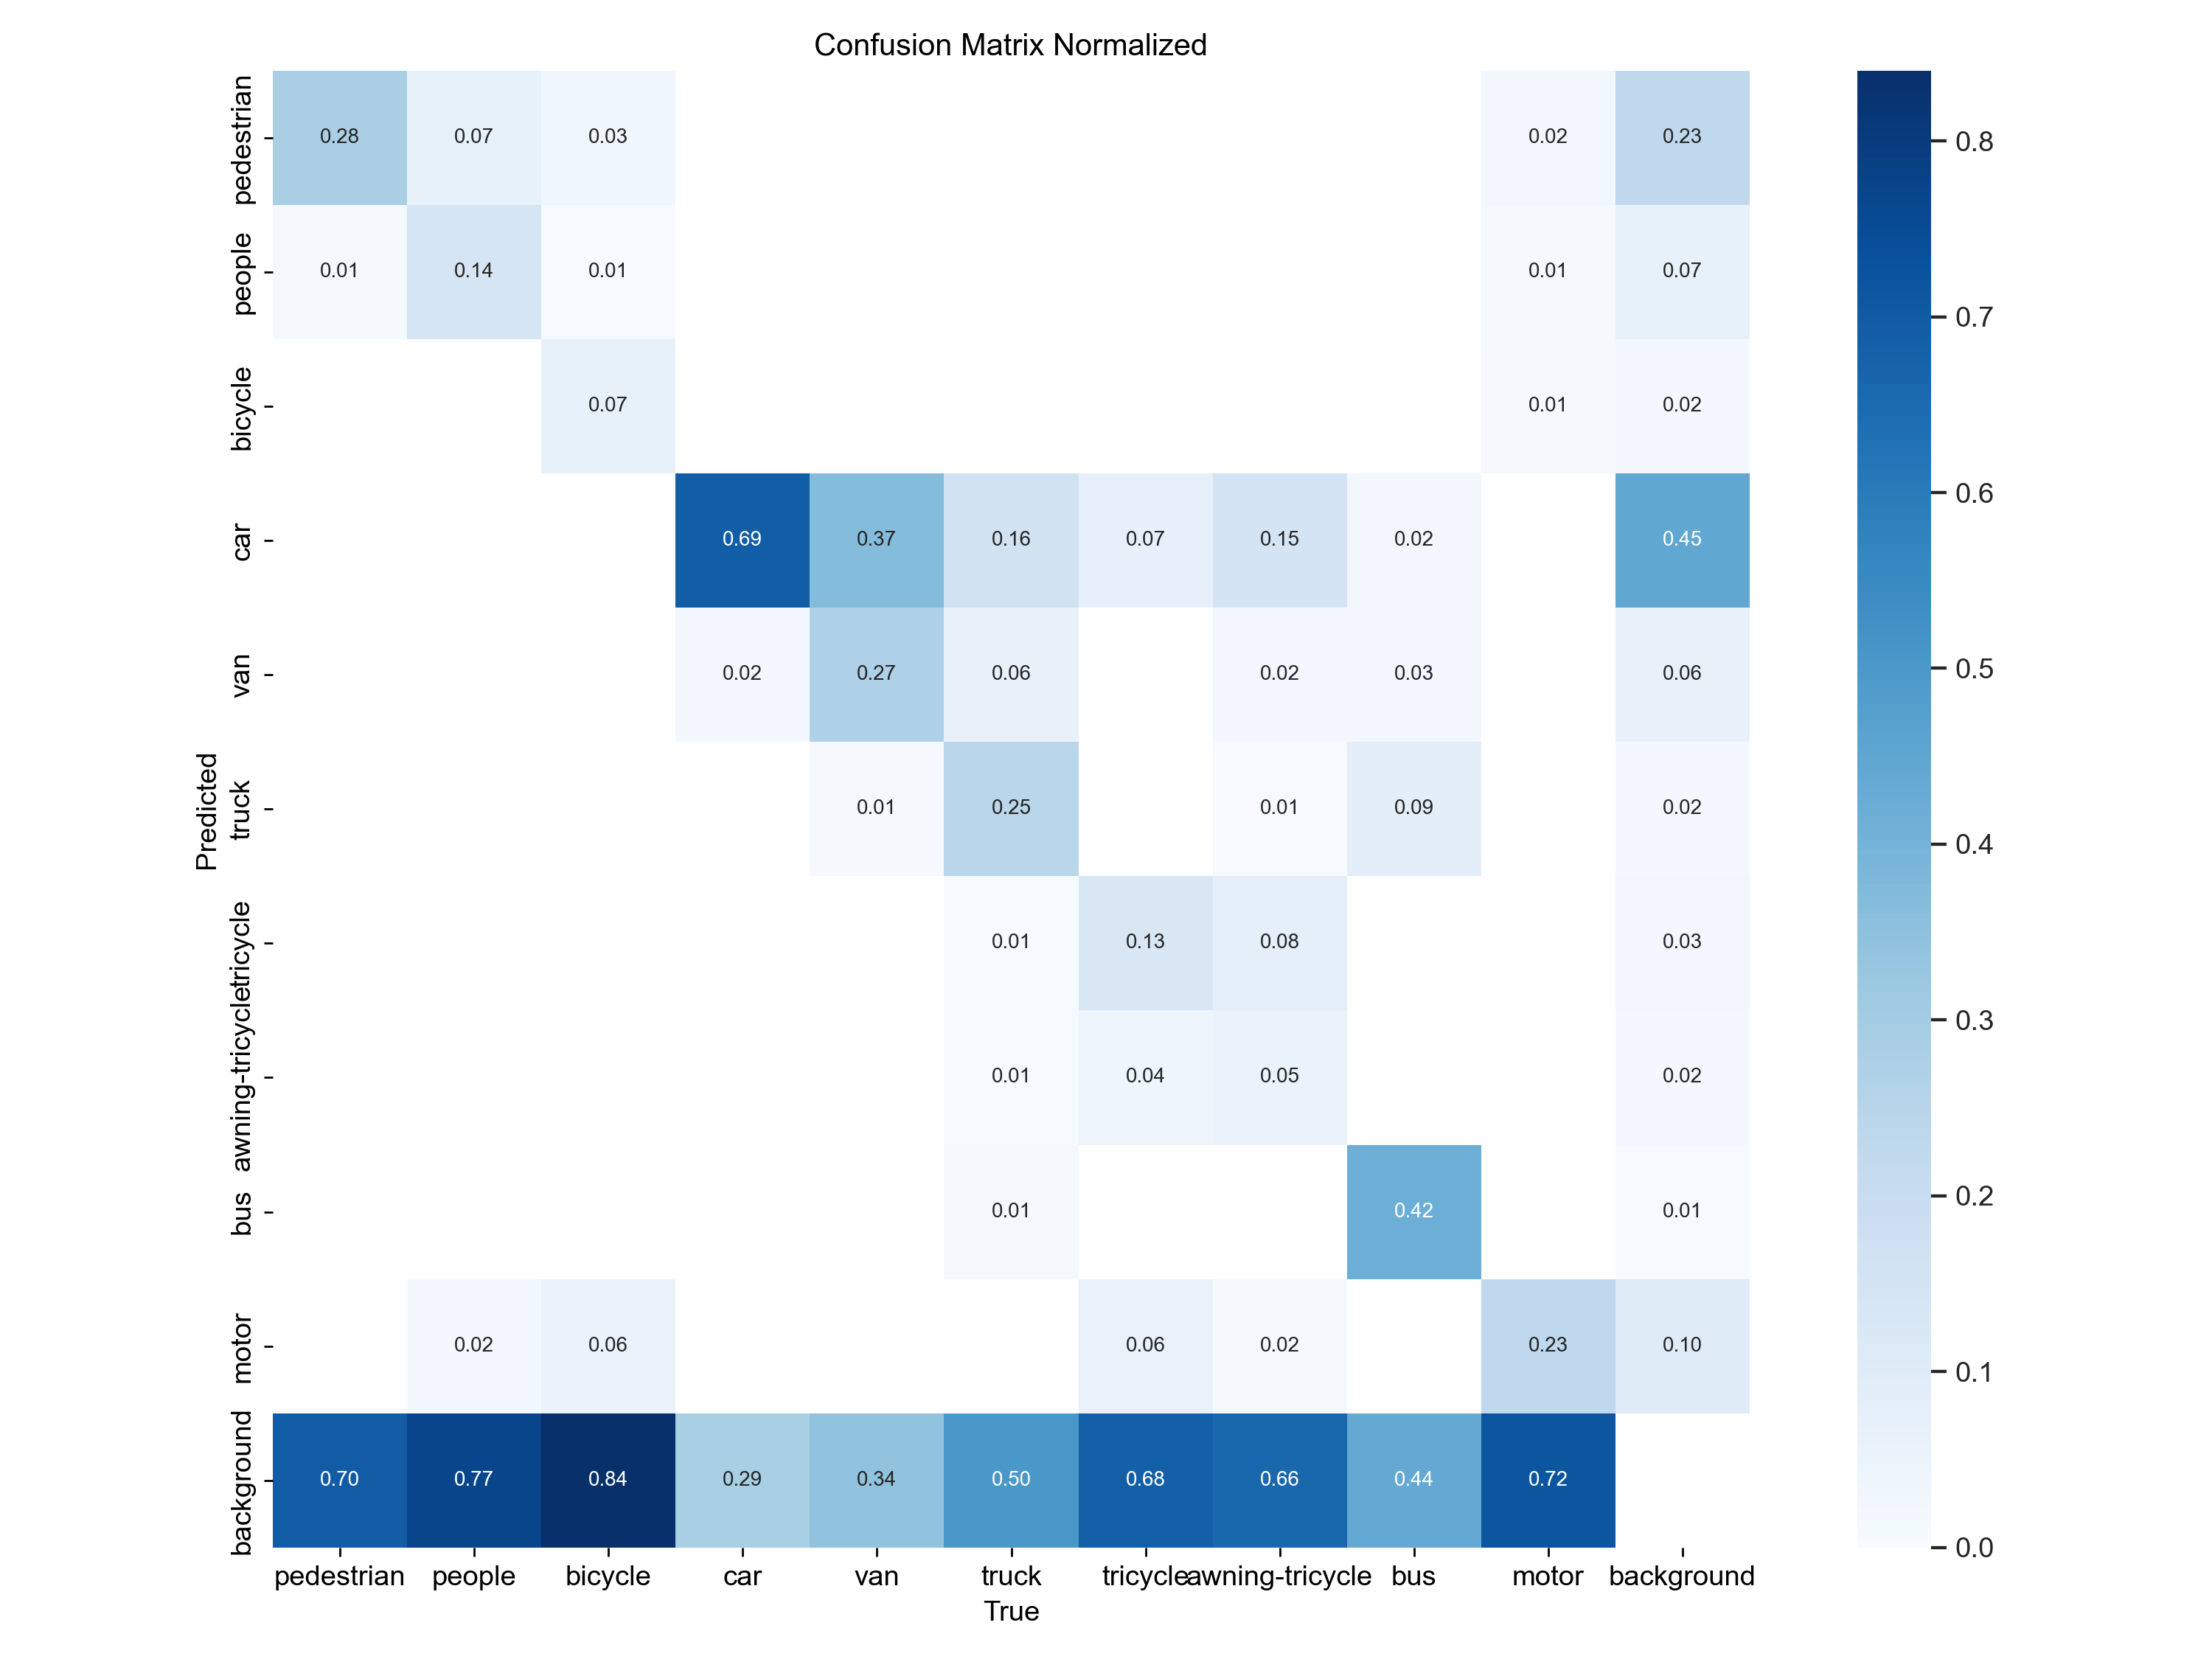 Confusion Matrix Normalized
pedestrian 0.28 0.07 0.03 0.02 0.23
people 0.01 0.14 0.01 0.01 0.07
bicycle 0.07 0.01 0.02
car 0.69 0.37 0.16 0.07 0.15 0.02 0.45
van 0.02 0.27 0.06 0.02 0.03 0.06
truck 0.01 0.25 0.01 0.09 0.02
tricycle 0.01 0.13 0.08 0.03
awning-tricycle 0.01 0.04 0.05 0.02
bus 0.01 0.42 0.01
motor 0.02 0.06 0.06 0.02 0.23 0.10
background 0.70 0.77 0.84 0.29 0.34 0.50 0.68 0.66 0.44 0.72
Predicted
pedestrian people bicycle car van truck tricycle awning-tricycle bus motor background
True
0.8
0.7
0.6
0.5
0.4
0.3
0.2
0.1
0.0